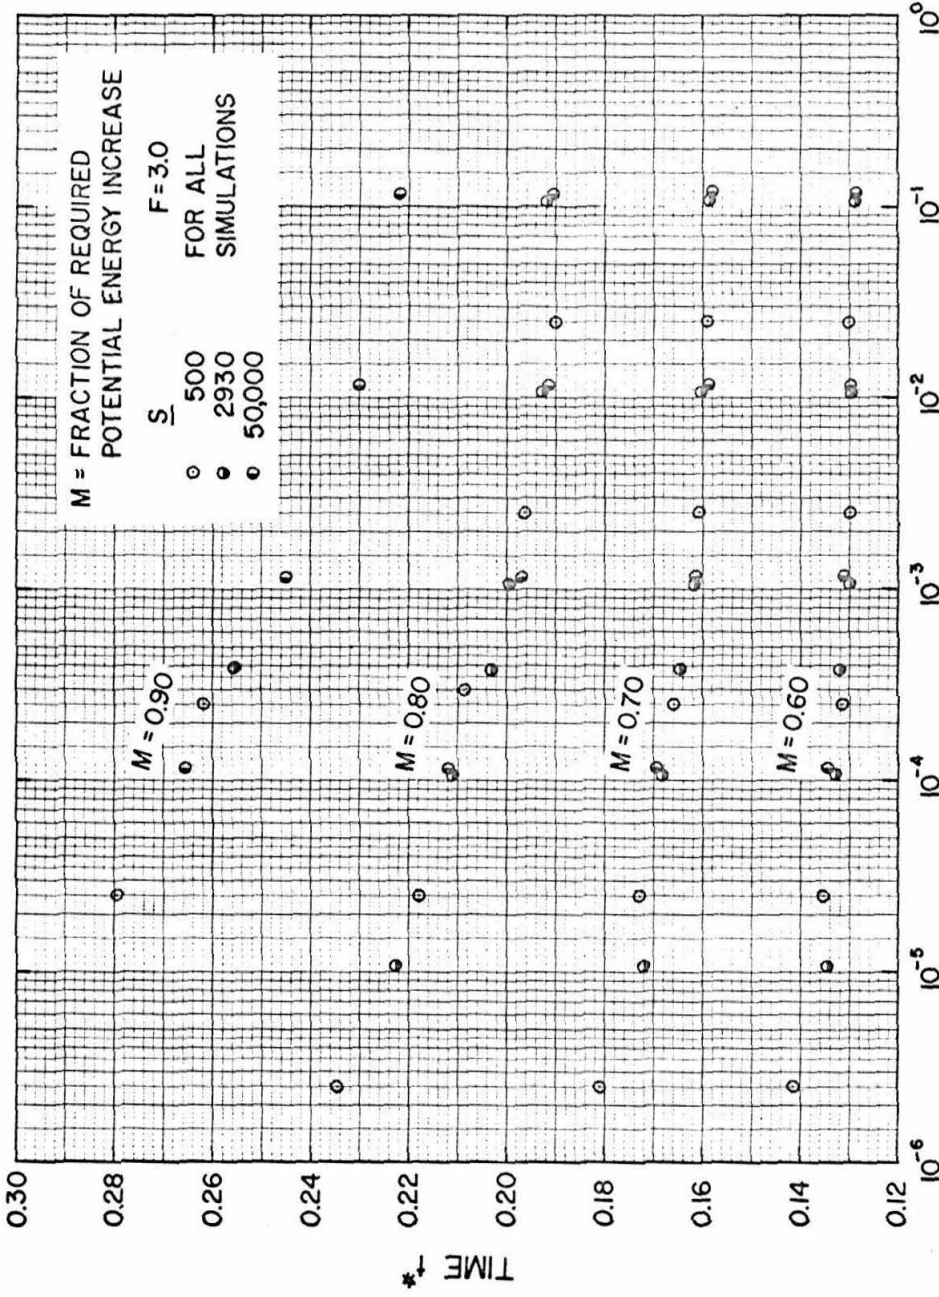 M = FRACTION OF REQUIRED
POTENTIAL ENERGY INCREASE
S
F = 3.0
500
FOR ALL
2930
SIMULATIONS
50,000
M = 0.90
M = 0.80
M = 0.70
M = 0.60
TIME t*
0.30
0.28
0.26
0.24
0.22
0.20
0.18
0.16
0.14
0.12
10⁻⁶
10⁻⁵
10⁻⁴
10⁻³
10⁻²
10⁻¹
10⁰